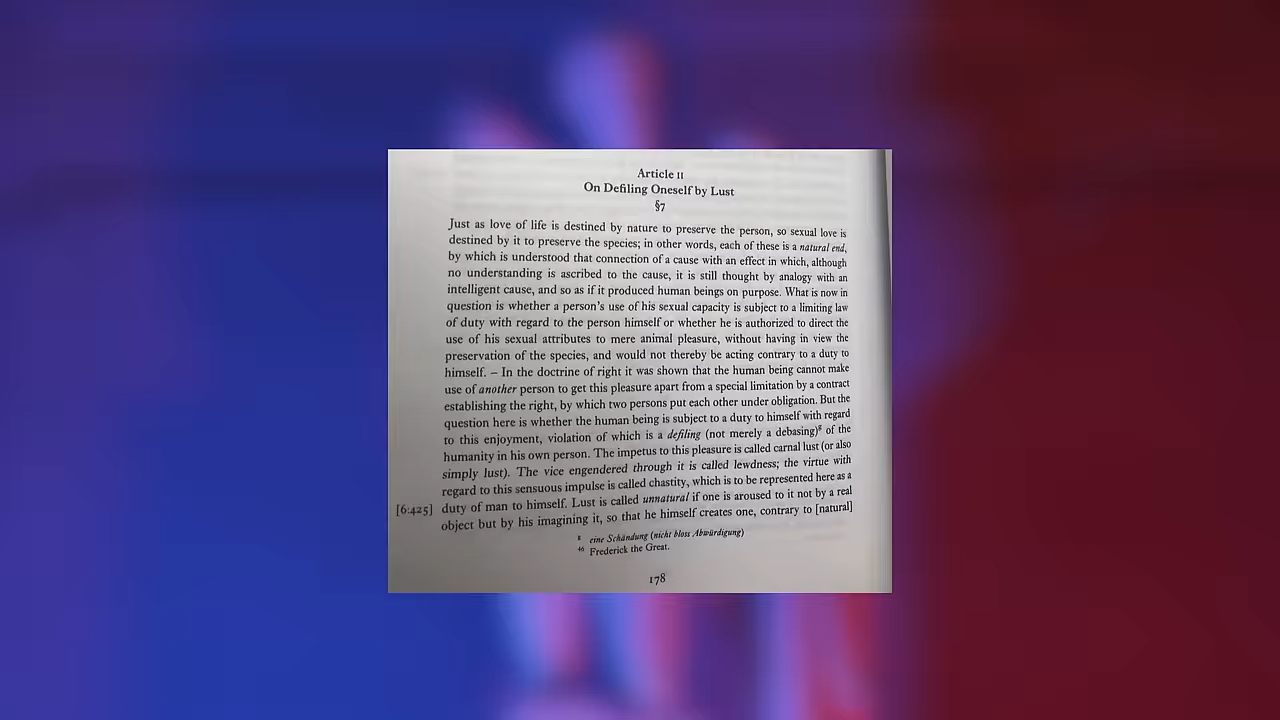 Article II
On Defiling Oneself by Lust
§7
Just as love of life is destined by nature to preserve the person, so sexual love is
destined by it to preserve the species; in other words, each of these is a natural end,
by which is understood that connection of a cause with an effect in which, although
no understanding is ascribed to the cause, it is still thought by analogy with an
intelligent cause, and so as if it produced human beings on purpose. What is now in
question is whether a person's use of his sexual capacity is subject to a limiting law
of duty with regard to the person himself or whether he is authorized to direct the
use of his sexual attributes to mere animal pleasure, without having in view the
preservation of the species, and would not thereby be acting contrary to a duty to
himself. – In the doctrine of right it was shown that the human being cannot make
use of another person to get this pleasure apart from a special limitation by a contract
establishing the right, by which two persons put each other under obligation. But the
question here is whether the human being is subject to a duty to himself with regard
to this enjoyment, violation of which is a defiling (not merely a debasing)g of the
humanity in his own person. The impetus to this pleasure is called carnal lust (or also
simply lust). The vice engendered through it is called lewdness; the virtue with
regard to this sensuous impulse is called chastity, which is to be represented here as a
[6:425] duty of man to himself. Lust is called unnatural if one is aroused to it not by a real
object but by his imagining it, so that he himself creates one, contrary to [natural]
g eine Schändung (nicht bloss Abwürdigung)
46 Frederick the Great.
178